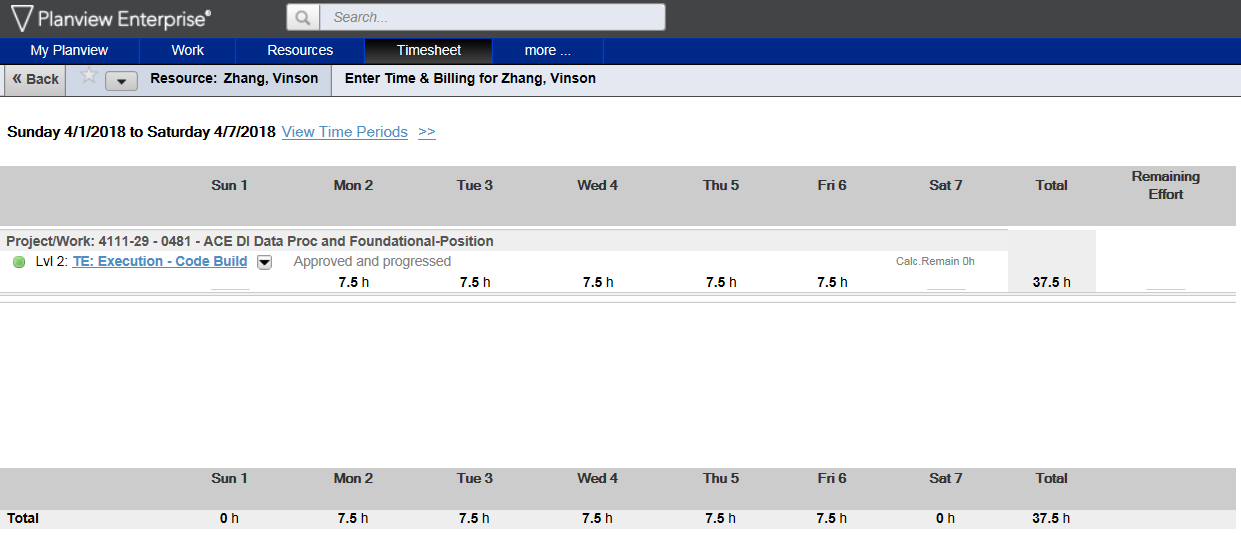 Planview Enterprise®
Search...
My Planview Work Resources Timesheet more ...
« Back Resource: Zhang, Vinson Enter Time & Billing for Zhang, Vinson
Sunday 4/1/2018 to Saturday 4/7/2018 View Time Periods >>
Sun 1 Mon 2 Tue 3 Wed 4 Thu 5 Fri 6 Sat 7 Total Remaining Effort
Project/Work: 4111-29 - 0481 - ACE DI Data Proc and Foundational-Position
Lvl 2: TE: Execution - Code Build Approved and progressed Calc.Remain 0h
7.5 h 7.5 h 7.5 h 7.5 h 7.5 h 37.5 h
Sun 1 Mon 2 Tue 3 Wed 4 Thu 5 Fri 6 Sat 7 Total
Total 0 h 7.5 h 7.5 h 7.5 h 7.5 h 7.5 h 0 h 37.5 h